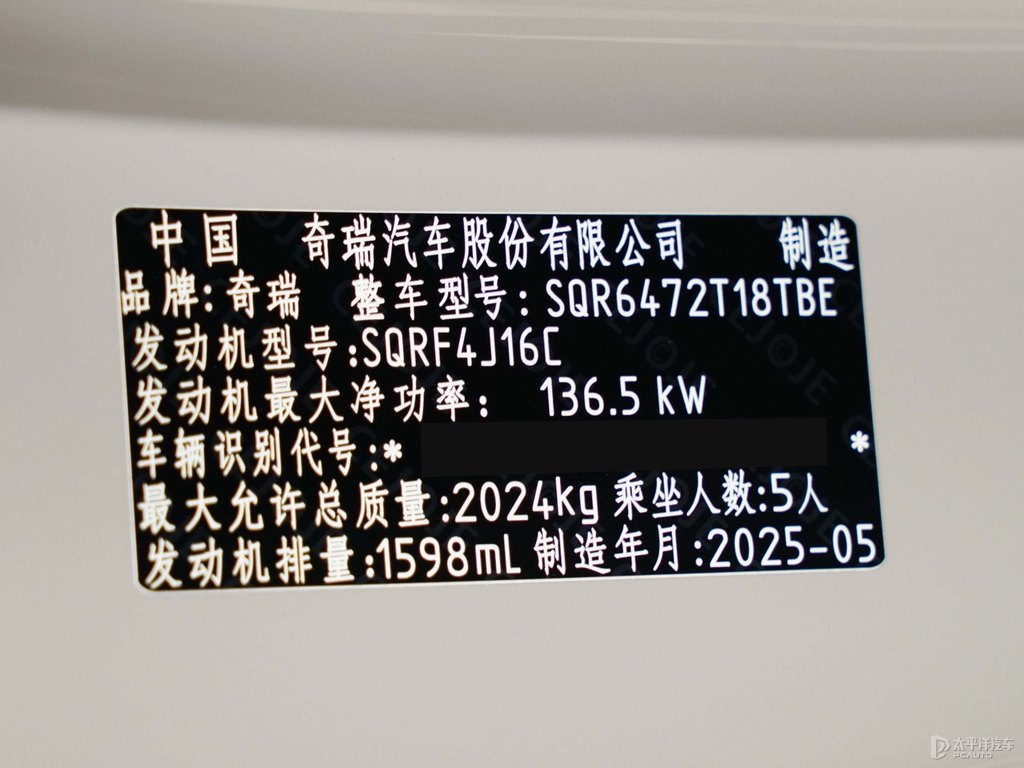 中国 奇瑞汽车股份有限公司 制造
品牌:奇瑞 整车型号:SQR6472T18TBE
发动机型号:SQRF4J16C
发动机最大净功率: 136.5 kW
车辆识别代号:* *
最大允许总质量:2024kg 乘坐人数:5人
发动机排量:1598mL 制造年月:2025-05
太平洋汽车
PCAUTO